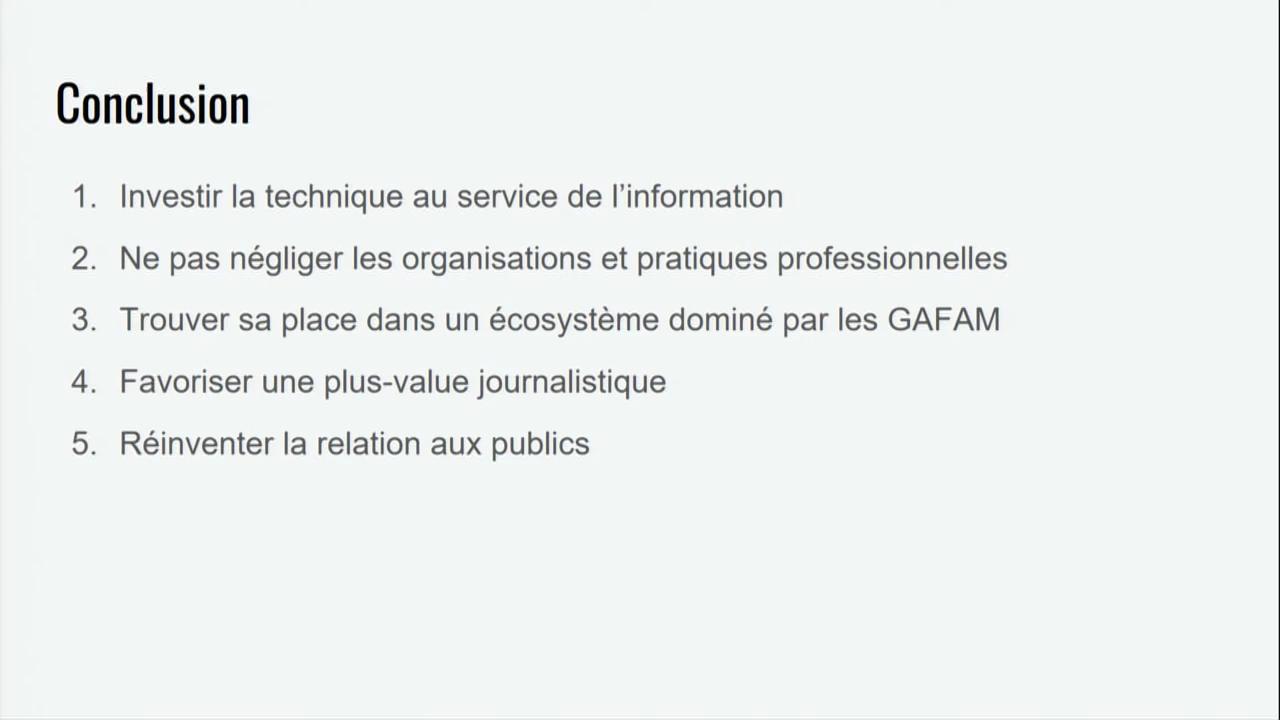 Conclusion
1. Investir la technique au service de l’information
2. Ne pas négliger les organisations et pratiques professionnelles
3. Trouver sa place dans un écosystème dominé par les GAFAM
4. Favoriser une plus-value journalistique
5. Réinventer la relation aux publics